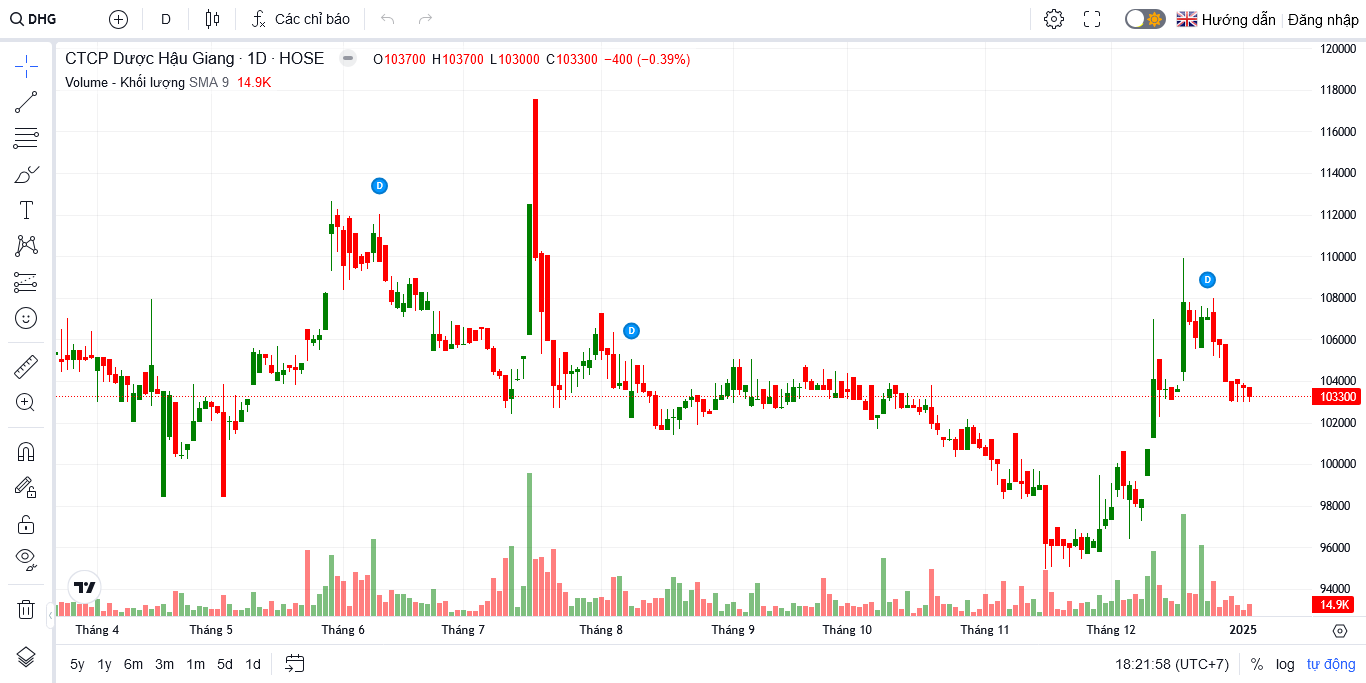 DHG D Các chỉ báo Hướng dẫn Đăng nhập
CTCP Dược Hậu Giang · 1D · HOSE O103700 H103700 L103000 C103300 −400 (−0.39%)
Volume - Khối lượng SMA 9 14.9K
D
D
D
120000
118000
116000
114000
112000
110000
108000
106000
104000
103300
102000
100000
98000
96000
94000
14.9K
Tháng 4 Tháng 5 Tháng 6 Tháng 7 Tháng 8 Tháng 9 Tháng 10 Tháng 11 Tháng 12 2025
5y 1y 6m 3m 1m 5d 1d 18:21:58 (UTC+7) % log tự động